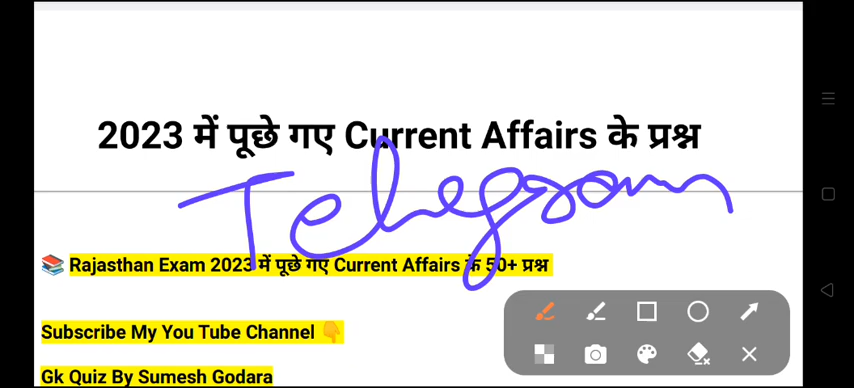 2023 में पूछे गए Current Affairs के प्रश्न
Telegram
📚 Rajasthan Exam 2023 में पूछे गए Current Affairs के 50+ प्रश्न
Subscribe My You Tube Channel 👇
Gk Quiz By Sumesh Godara